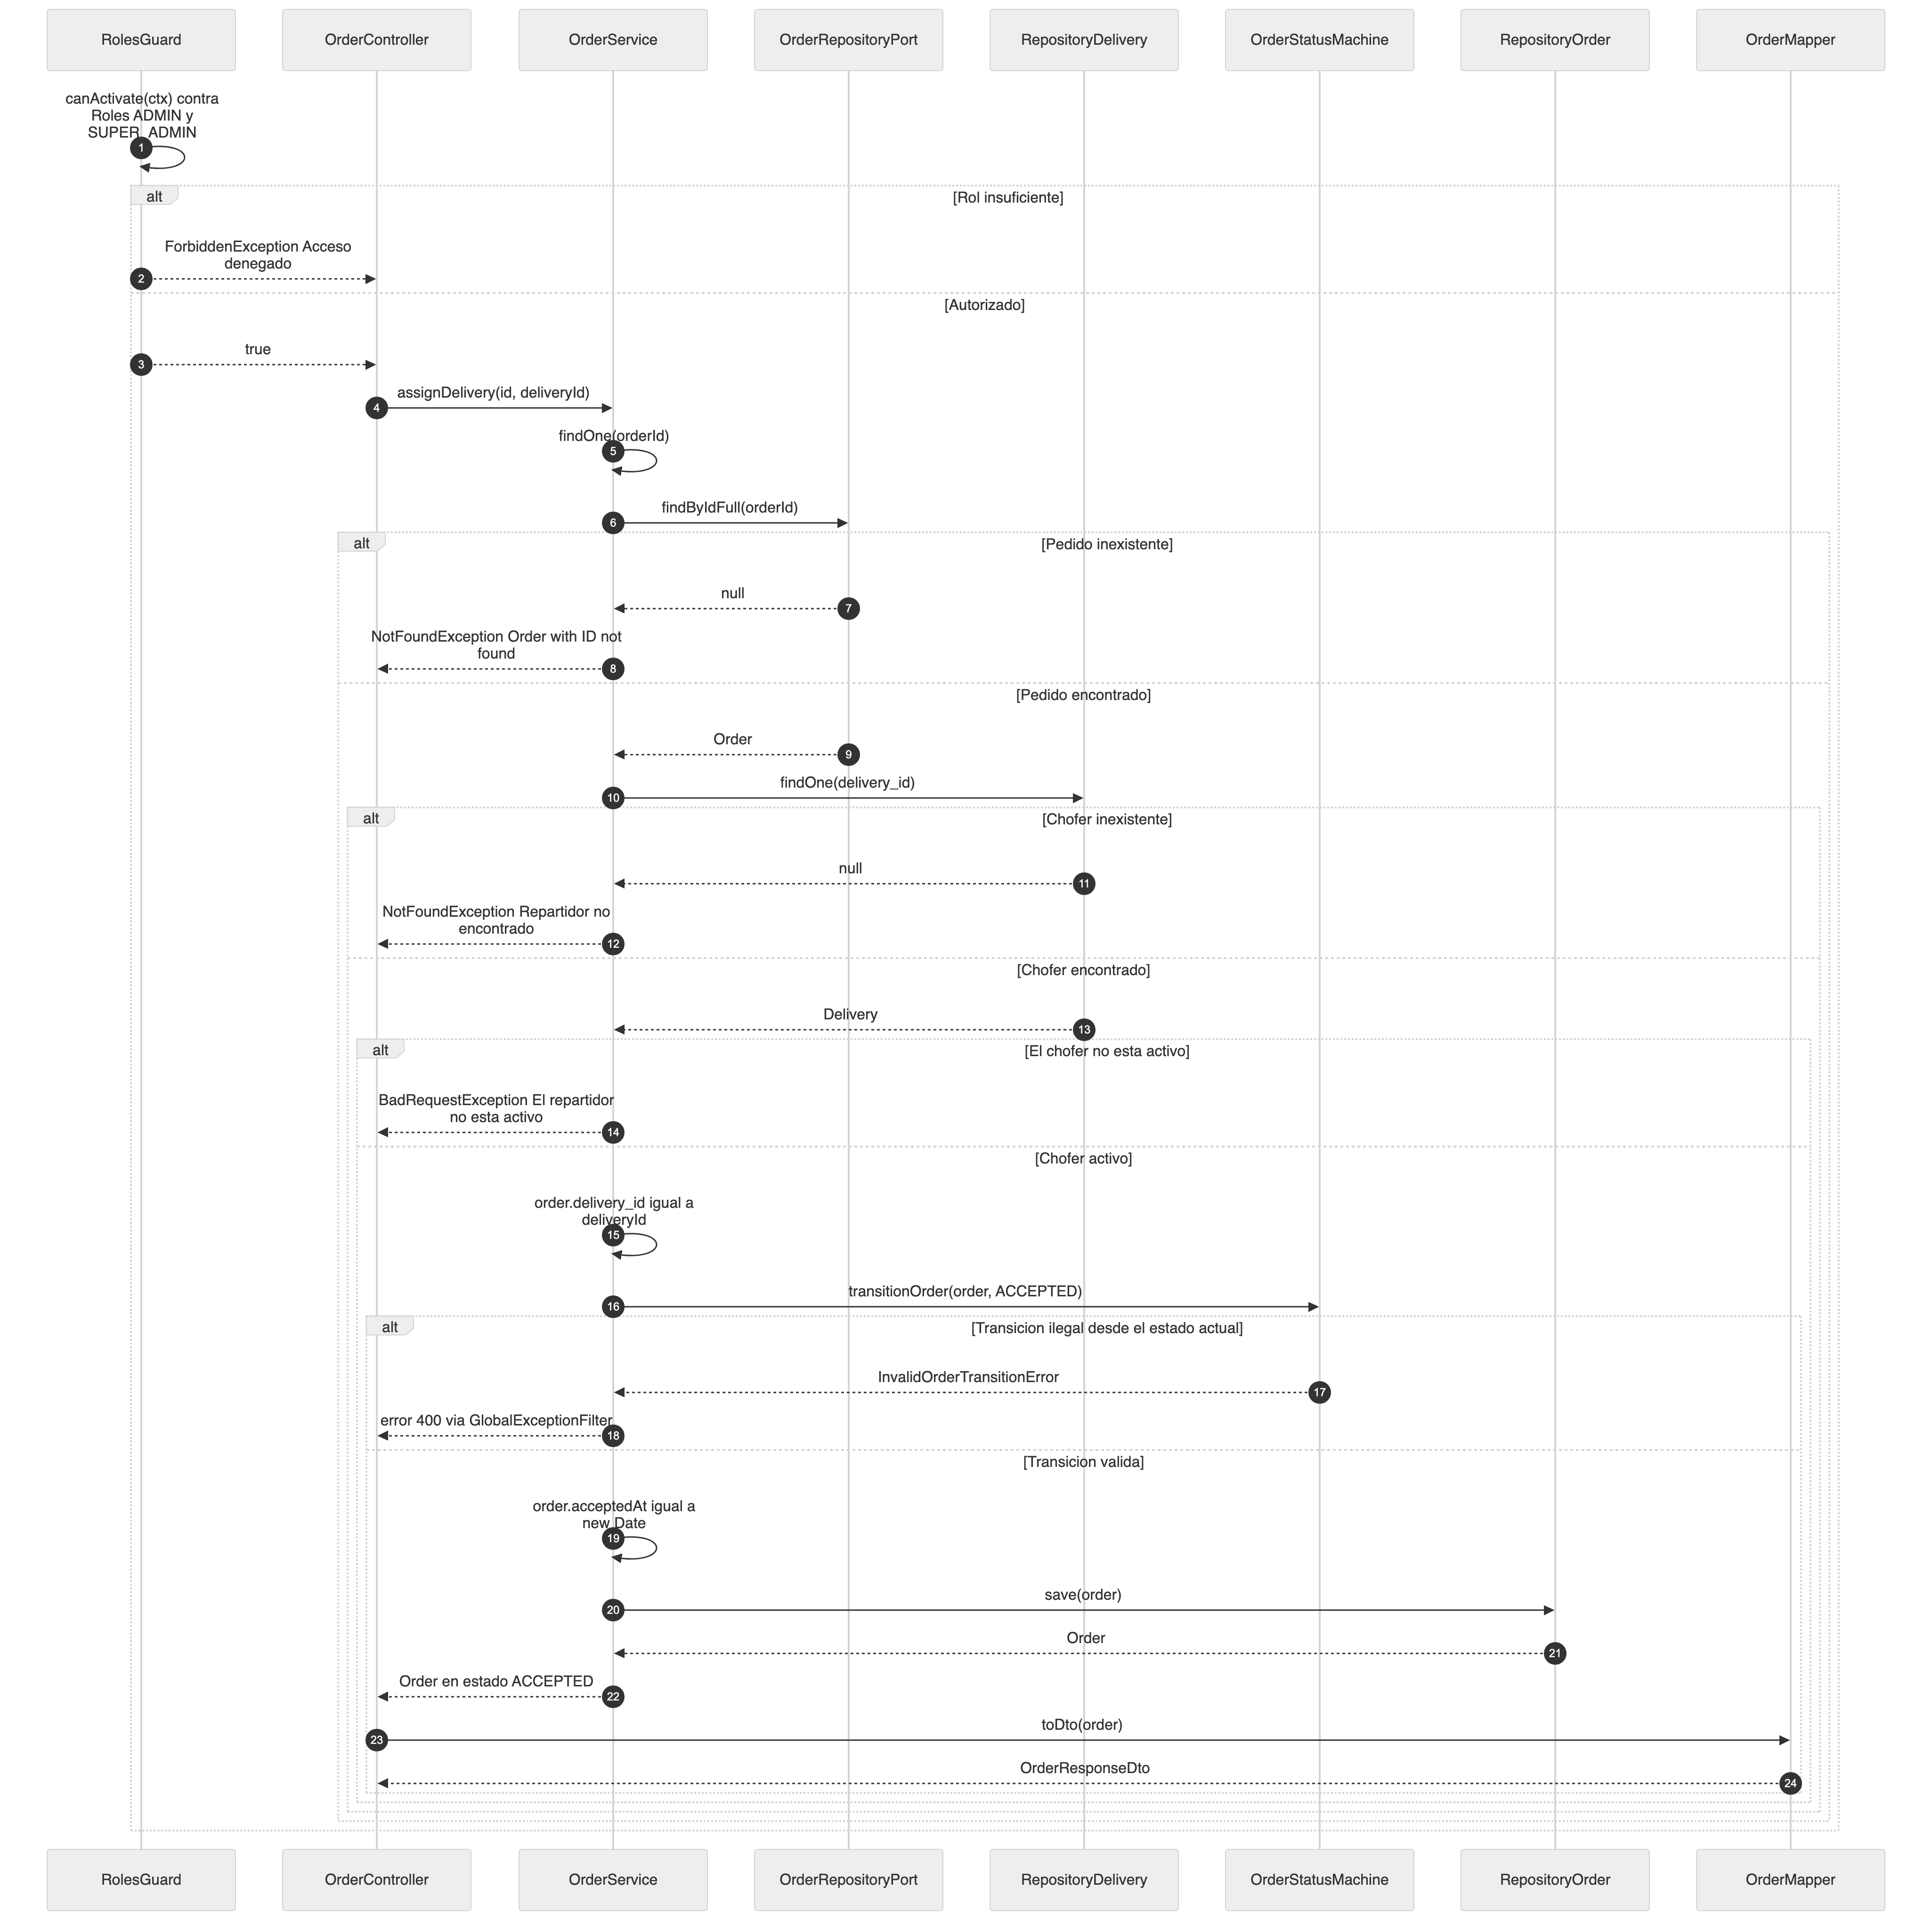 RolesGuard
OrderController
OrderService
OrderRepositoryPort
RepositoryDelivery
OrderStatusMachine
RepositoryOrder
OrderMapper
canActivate(ctx) contra
Roles ADMIN y
SUPER_ADMIN
1
alt
[Rol insuficiente]
ForbiddenException Acceso
denegado
2
[Autorizado]
true
3
assignDelivery(id, deliveryId)
4
findOne(orderId)
5
findByIdFull(orderId)
6
alt
[Pedido inexistente]
null
7
NotFoundException Order with ID not
found
8
[Pedido encontrado]
Order
9
findOne(delivery_id)
10
alt
[Chofer inexistente]
null
11
NotFoundException Repartidor no
encontrado
12
[Chofer encontrado]
Delivery
13
alt
[El chofer no esta activo]
BadRequestException El repartidor
no esta activo
14
[Chofer activo]
order.delivery_id igual a
deliveryId
15
transitionOrder(order, ACCEPTED)
16
alt
[Transicion ilegal desde el estado actual]
InvalidOrderTransitionError
17
error 400 via GlobalExceptionFilter
18
[Transicion valida]
order.acceptedAt igual a
new Date
19
save(order)
20
Order
21
Order en estado ACCEPTED
22
toDto(order)
23
OrderResponseDto
24
RolesGuard
OrderController
OrderService
OrderRepositoryPort
RepositoryDelivery
OrderStatusMachine
RepositoryOrder
OrderMapper